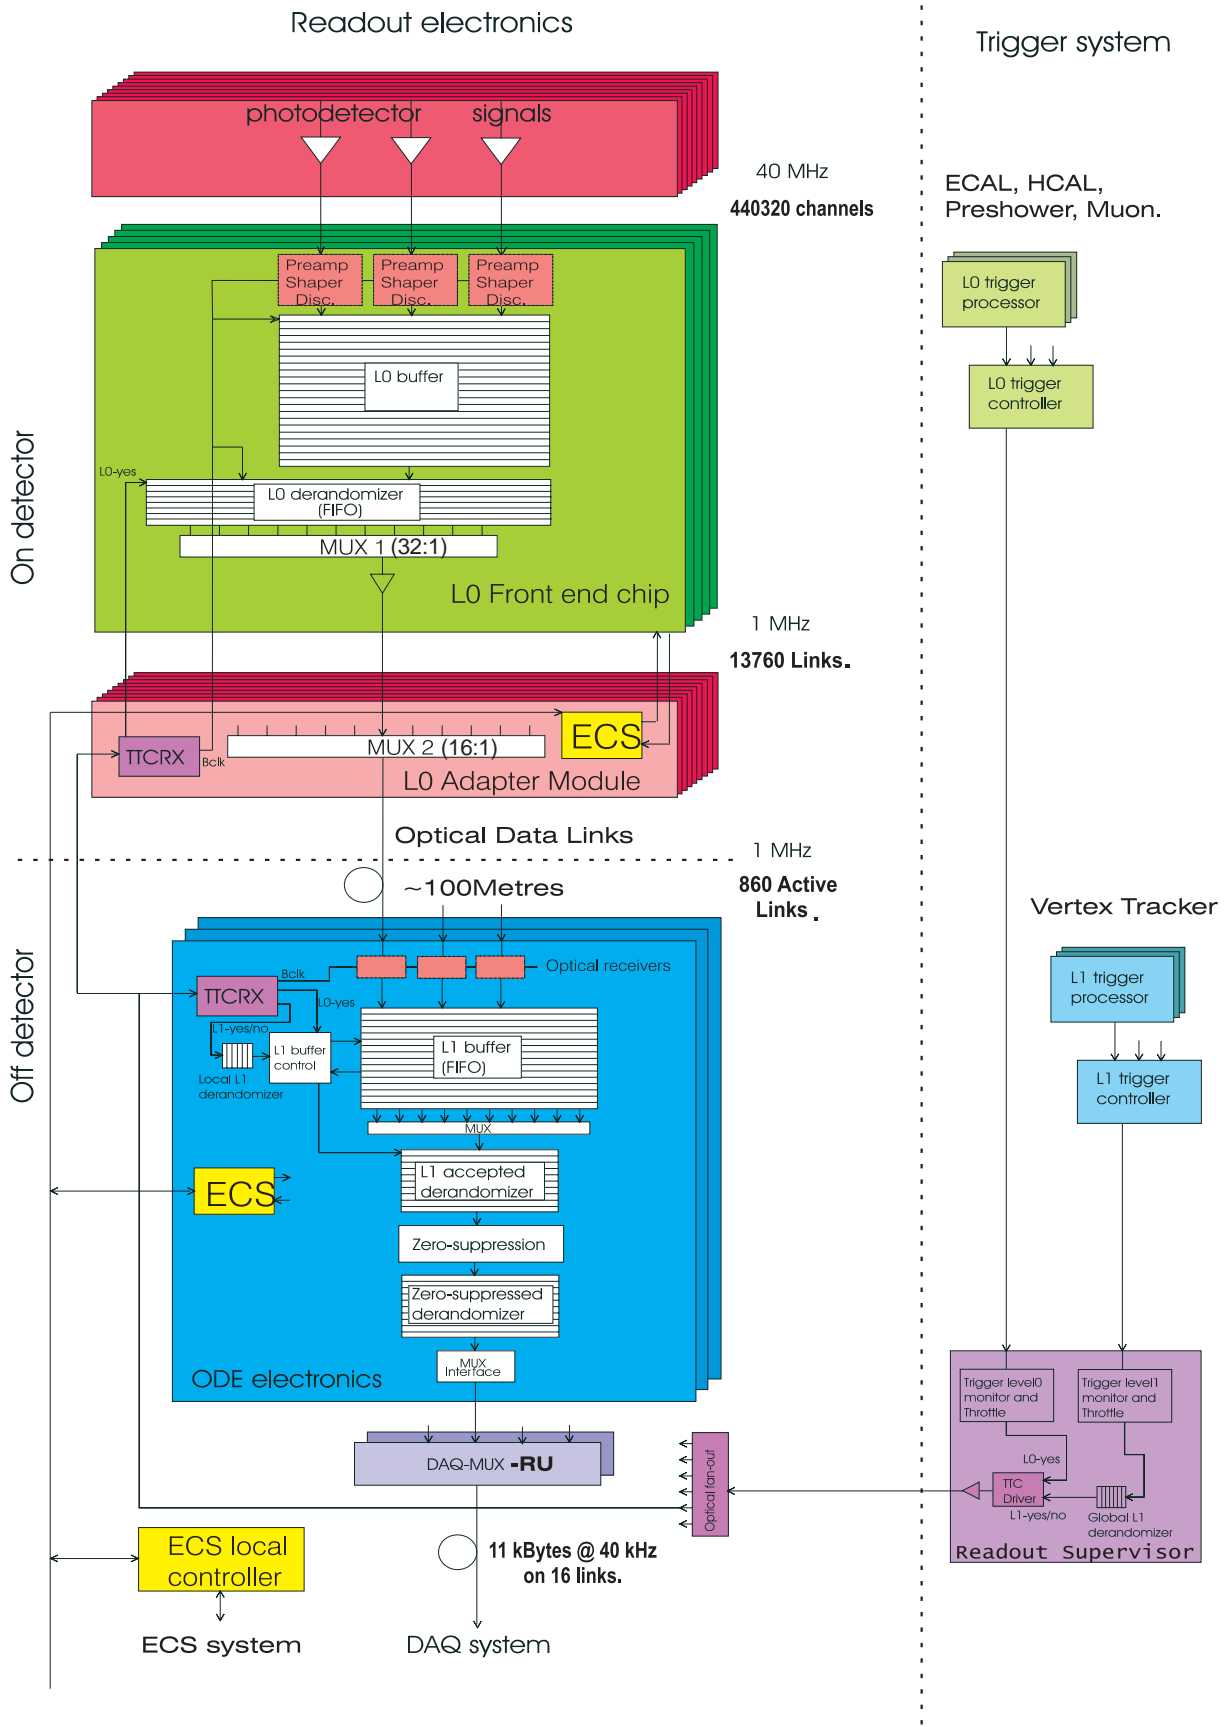 Readout electronics
Trigger system
photodetector signals
40 MHz
440320 channels
ECAL, HCAL,
Preshower, Muon.
Preamp
Shaper
Disc.
Preamp
Shaper
Disc.
Preamp
Shaper
Disc.
L0 trigger
processor
L0 buffer
L0 trigger
controller
On detector
L0-yes
L0 derandomizer
(FIFO)
MUX 1 (32:1)
L0 Front end chip
1 MHz
13760 Links.
ECS
TTCRX
Bclk
MUX 2 (16:1)
L0 Adapter Module
Optical Data Links
1 MHz
~100Metres
860 Active
Links .
Vertex Tracker
Off detector
Bclk
Optical receivers
TTCRX
L0-yes
L1-yes/no
L1 trigger
processor
L1 buffer
control
L1 buffer
(FIFO)
Local L1
derandomizer
L1 trigger
controller
MUX
L1 accepted
derandomizer
ECS
Zero-suppression
Zero-suppressed
derandomizer
MUX
Interface
ODE electronics
Trigger level0
monitor and
Throttle
Trigger level1
monitor and
Throttle
DAQ-MUX -RU
Optical fan-out
L0-yes
TTC
Driver
L1-yes/no
Global L1
derandomizer
Readout Supervisor
ECS local
controller
11 kBytes @ 40 kHz
on 16 links.
ECS system
DAQ system